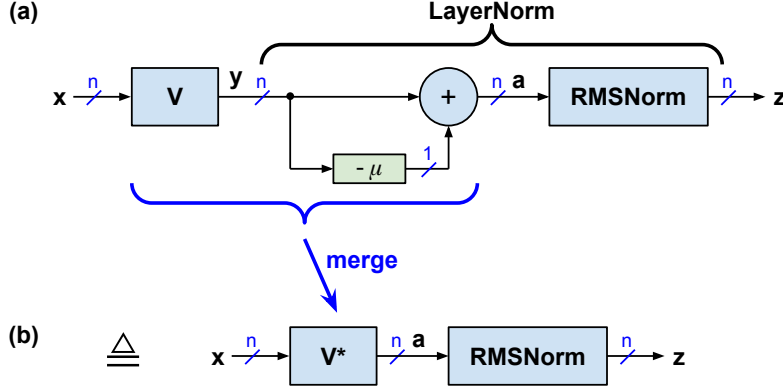 (a)
LayerNorm
x n V y n + n a RMSNorm n z
- μ 1
merge
(b) ≜ x n V* n a RMSNorm n z